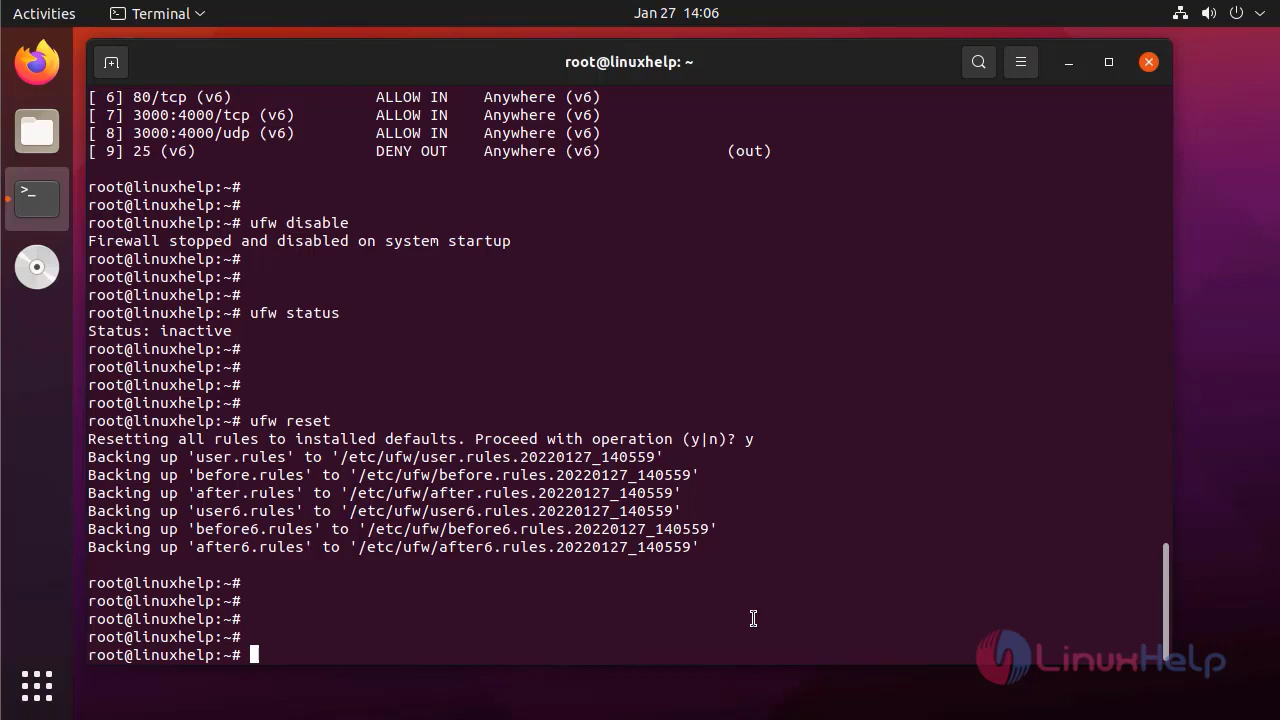 Activities
Terminal
Jan 27  14:06
root@linuxhelp: ~
[ 6] 80/tcp (v6)                ALLOW IN    Anywhere (v6)
[ 7] 3000:4000/tcp (v6)         ALLOW IN    Anywhere (v6)
[ 8] 3000:4000/udp (v6)         ALLOW IN    Anywhere (v6)
[ 9] 25 (v6)                    DENY OUT    Anywhere (v6)              (out)
root@linuxhelp:~#
root@linuxhelp:~#
root@linuxhelp:~# ufw disable
Firewall stopped and disabled on system startup
root@linuxhelp:~#
root@linuxhelp:~#
root@linuxhelp:~#
root@linuxhelp:~# ufw status
Status: inactive
root@linuxhelp:~#
root@linuxhelp:~#
root@linuxhelp:~#
root@linuxhelp:~#
root@linuxhelp:~# ufw reset
Resetting all rules to installed defaults. Proceed with operation (y|n)? y
Backing up 'user.rules' to '/etc/ufw/user.rules.20220127_140559'
Backing up 'before.rules' to '/etc/ufw/before.rules.20220127_140559'
Backing up 'after.rules' to '/etc/ufw/after.rules.20220127_140559'
Backing up 'user6.rules' to '/etc/ufw/user6.rules.20220127_140559'
Backing up 'before6.rules' to '/etc/ufw/before6.rules.20220127_140559'
Backing up 'after6.rules' to '/etc/ufw/after6.rules.20220127_140559'
root@linuxhelp:~#
root@linuxhelp:~#
root@linuxhelp:~#
root@linuxhelp:~#
root@linuxhelp:~#
LinuxHelp